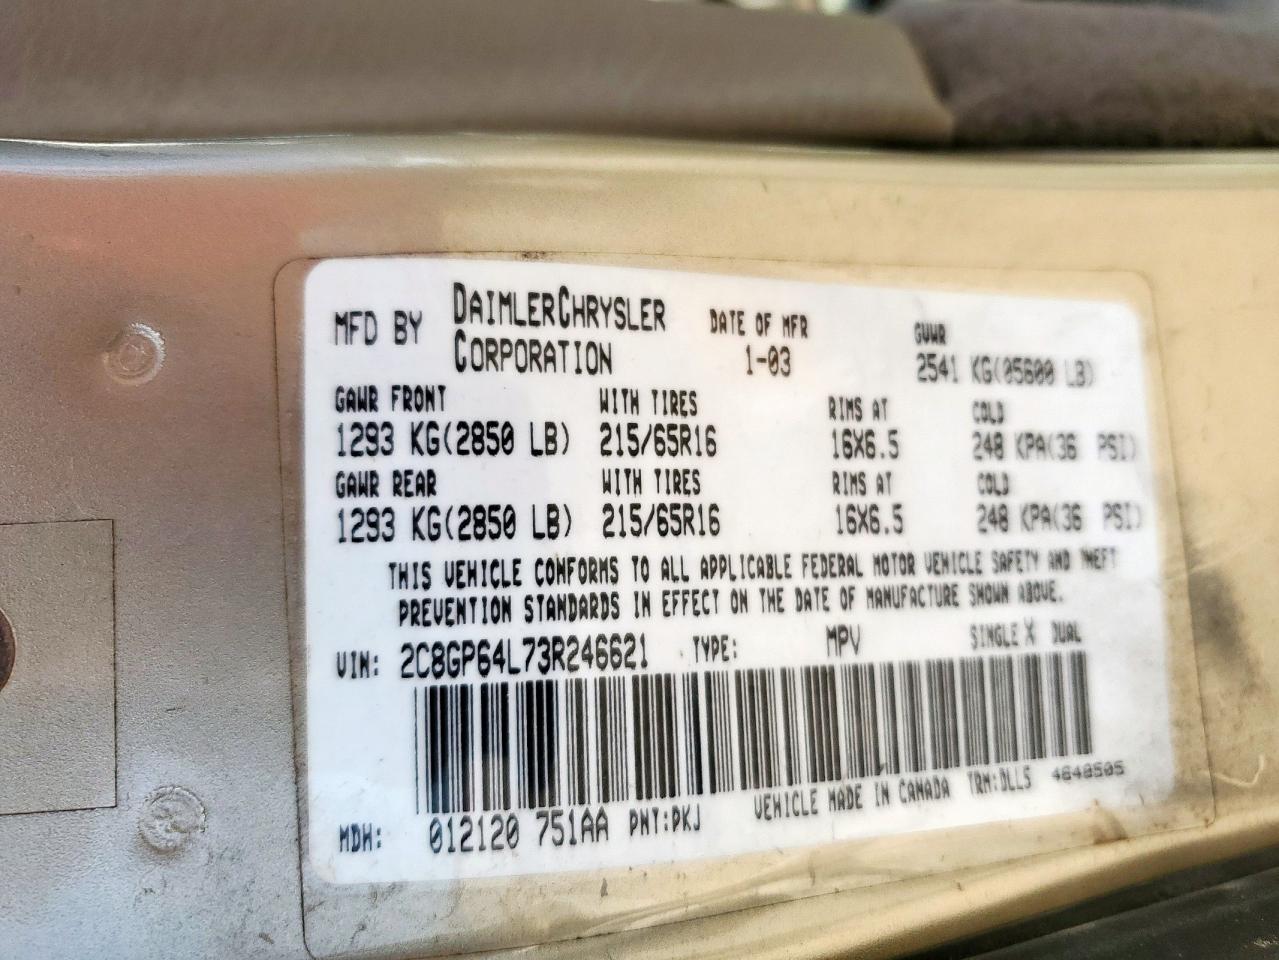 MFD BY DAIMLERCHRYSLER CORPORATION DATE OF MFR 1-03 GVWR 2541 KG(05600 LB)
GAWR FRONT WITH TIRES RIMS AT COLD
1293 KG(2850 LB) 215/65R16 16X6.5 248 KPA(36 PSI)
GAWR REAR WITH TIRES RIMS AT COLD
1293 KG(2850 LB) 215/65R16 16X6.5 248 KPA(36 PSI)
THIS VEHICLE CONFORMS TO ALL APPLICABLE FEDERAL MOTOR VEHICLE SAFETY AND THEFT
PREVENTION STANDARDS IN EFFECT ON THE DATE OF MANUFACTURE SHOWN ABOVE.
VIN: 2C8GP64L73R246621 TYPE: MPV SINGLE X DUAL
MDH: 012120 751AA PNT:PKJ VEHICLE MADE IN CANADA TRM:DLL5 4648505